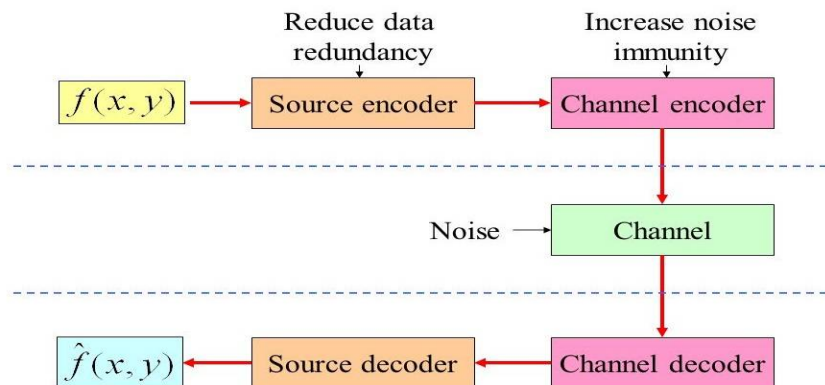 Reduce data
redundancy
Increase noise
immunity
f(x, y)
Source encoder
Channel encoder
Noise
Channel
f̂(x, y)
Source decoder
Channel decoder